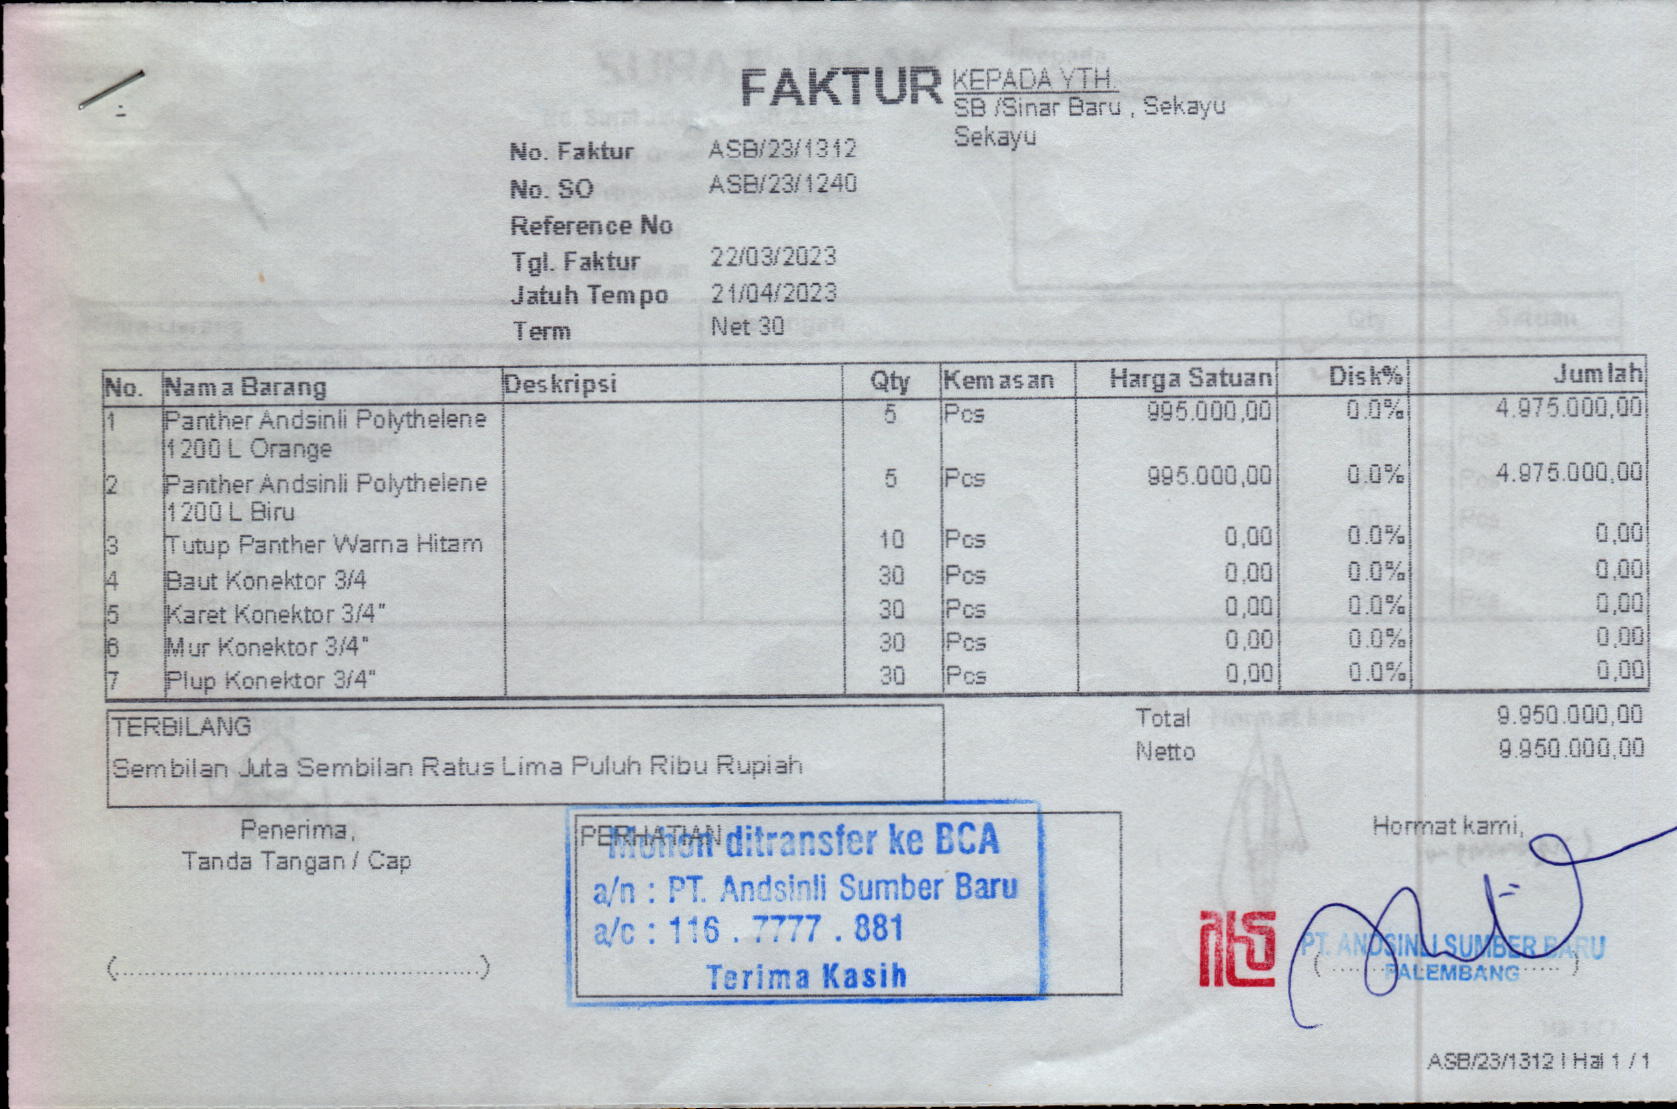 FAKTUR
KEPADA YTH.
SB /Sinar Baru , Sekayu
Sekayu
No. Faktur ASB/23/1312
No. SO ASB/23/1240
Reference No
Tgl. Faktur 22/03/2023
Jatuh Tempo 21/04/2023
Term Net 30
No. Nama Barang Deskripsi Qty Kemasan Harga Satuan Disk% Jumlah
1 Panther Andsinli Polythelene 5 Pcs 995.000,00 0.0% 4.975.000,00
1200 L Orange
2 Panther Andsinli Polythelene 5 Pcs 995.000,00 0.0% 4.975.000,00
1200 L Biru
3 Tutup Panther Warna Hitam 10 Pcs 0,00 0.0% 0,00
4 Baut Konektor 3/4 30 Pcs 0,00 0.0% 0,00
5 Karet Konektor 3/4" 30 Pcs 0,00 0.0% 0,00
6 Mur Konektor 3/4" 30 Pcs 0,00 0.0% 0,00
7 Plup Konektor 3/4" 30 Pcs 0,00 0.0% 0,00
TERBILANG
Sembilan Juta Sembilan Ratus Lima Puluh Ribu Rupiah
Total 9.950.000,00
Netto 9.950.000,00
Penerima,
Tanda Tangan / Cap
PERHATIAN
Mohon ditransfer ke BCA
a/n : PT. Andsinli Sumber Baru
a/c : 116 . 7777 . 881
Terima Kasih
Hormat kami,
PT. ANDSINLI SUMBER BARU
PALEMBANG
ASB/23/1312 | Hal 1 / 1